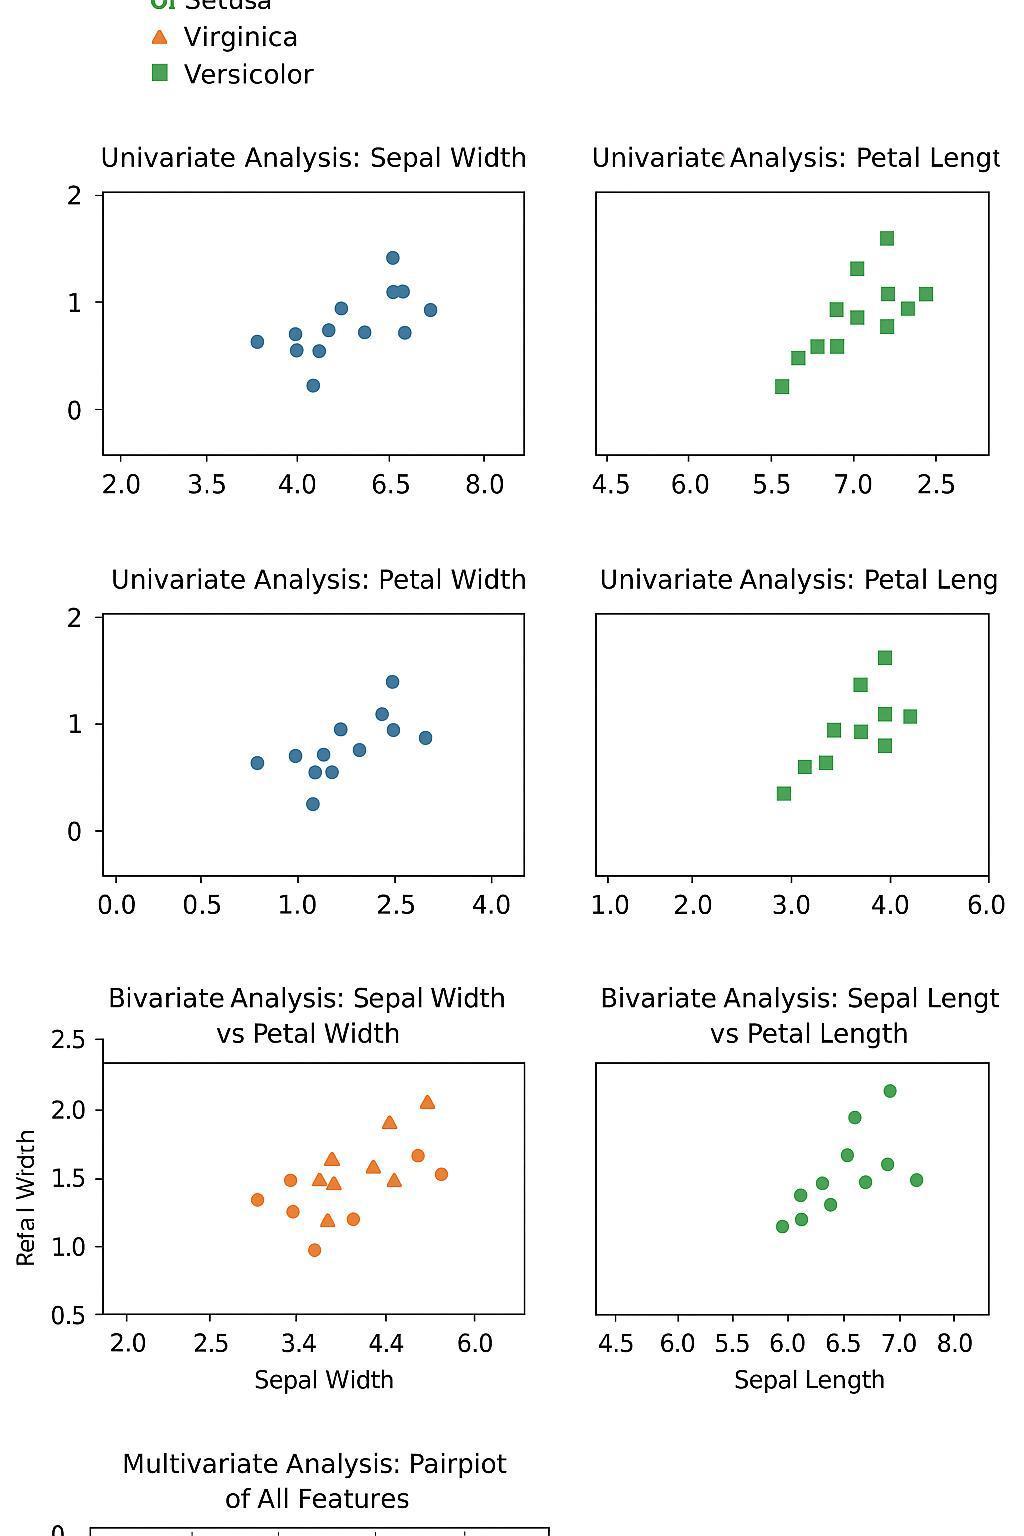 Setusa
Virginica
Versicolor
Univariate Analysis: Sepal Width
Univariate Analysis: Petal Lengt
2
1
0
2.0 3.5 4.0 6.5 8.0
4.5 6.0 5.5 7.0 2.5
Univariate Analysis: Petal Width
Univariate Analysis: Petal Leng
2
1
0
0.0 0.5 1.0 2.5 4.0
1.0 2.0 3.0 4.0 6.0
Bivariate Analysis: Sepal Width
vs Petal Width
Bivariate Analysis: Sepal Lengt
vs Petal Length
2.5
2.0
1.5
1.0
0.5
Refal Width
2.0 2.5 3.4 4.4 6.0
Sepal Width
4.5 6.0 5.5 6.0 6.5 7.0 8.0
Sepal Length
Multivariate Analysis: Pairpiot
of All Features
0